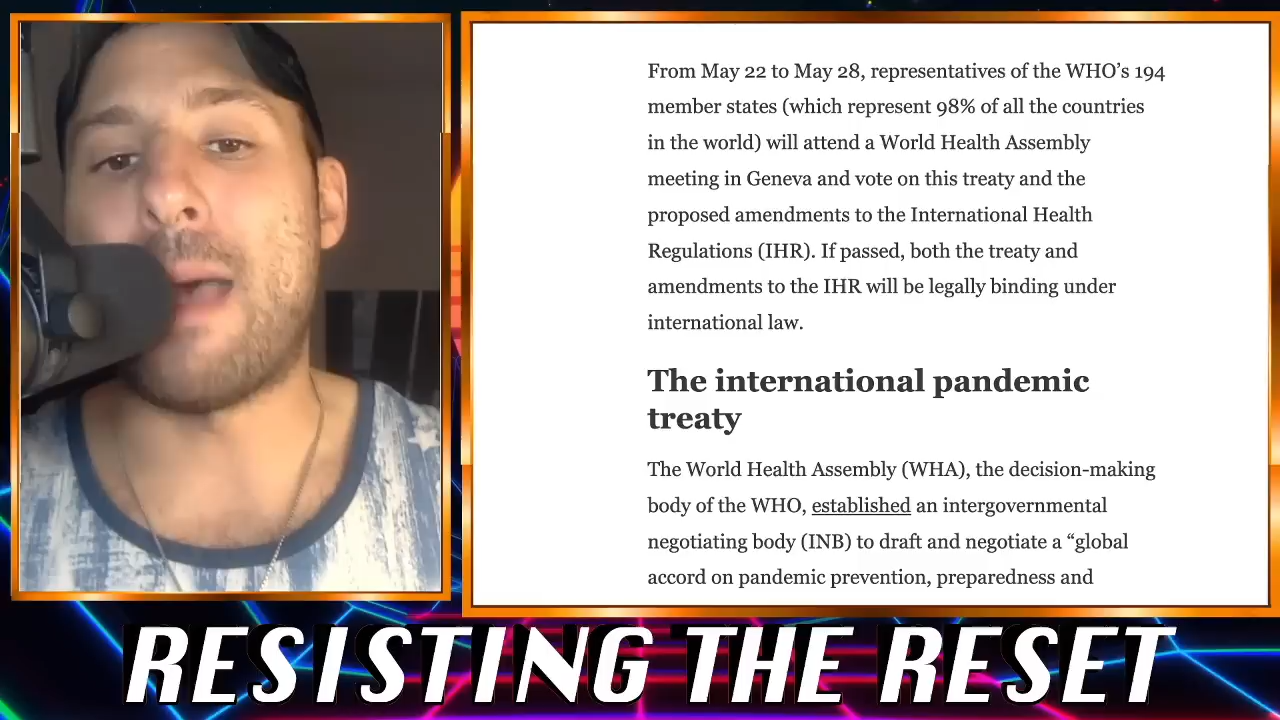 From May 22 to May 28, representatives of the WHO’s 194
member states (which represent 98% of all the countries
in the world) will attend a World Health Assembly
meeting in Geneva and vote on this treaty and the
proposed amendments to the International Health
Regulations (IHR). If passed, both the treaty and
amendments to the IHR will be legally binding under
international law.
The international pandemic
treaty
The World Health Assembly (WHA), the decision-making
body of the WHO, established an intergovernmental
negotiating body (INB) to draft and negotiate a “global
accord on pandemic prevention, preparedness and
RESISTING THE RESET